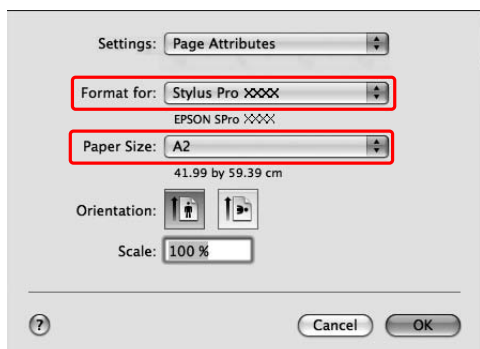 Settings: Page Attributes
Format for: Stylus Pro XXXX
EPSON SPro XXXX
Paper Size: A2
41.99 by 59.39 cm
Orientation:
Scale: 100 %
? Cancel OK